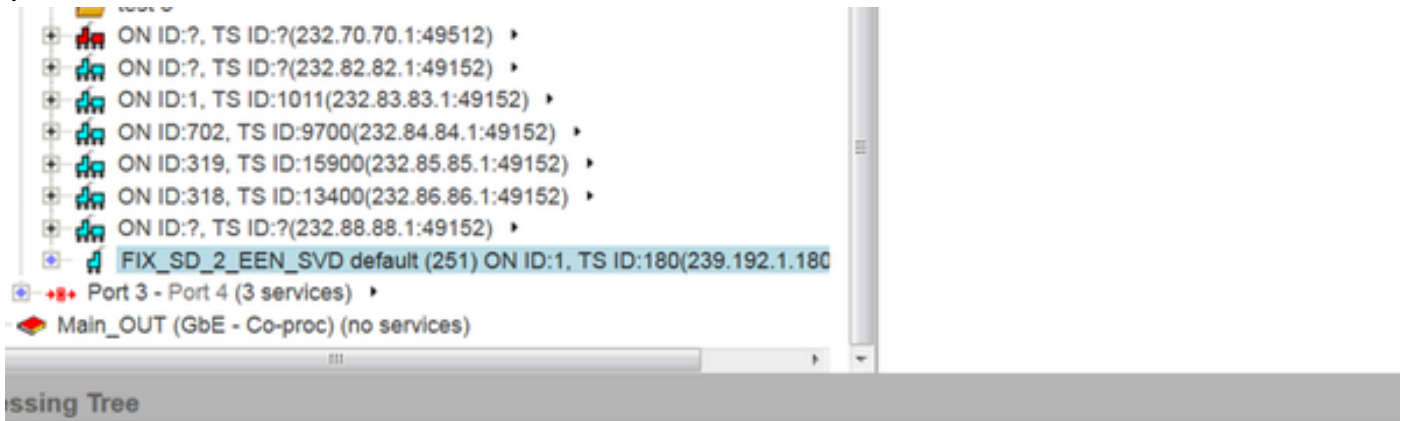 test 3
ON ID:?, TS ID:?(232.70.70.1:49512)
ON ID:?, TS ID:?(232.82.82.1:49152)
ON ID:1, TS ID:1011(232.83.83.1:49152)
ON ID:702, TS ID:9700(232.84.84.1:49152)
ON ID:319, TS ID:15900(232.85.85.1:49152)
ON ID:318, TS ID:13400(232.86.86.1:49152)
ON ID:?, TS ID:?(232.88.88.1:49152)
FIX_SD_2_EEN_SVD default (251) ON ID:1, TS ID:180(239.192.1.180
Port 3 - Port 4 (3 services)
Main_OUT (GbE - Co-proc) (no services)
essing Tree